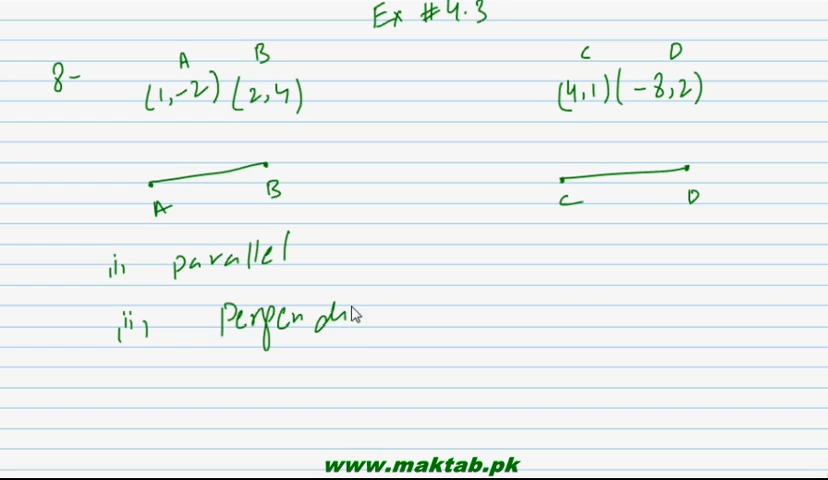 Ex #4.3
A B C D
8- (1,-2) (2,4) (4,1) (-8,2)
A B C D
(i) parallel
(ii) Perpendi
www.maktab.pk